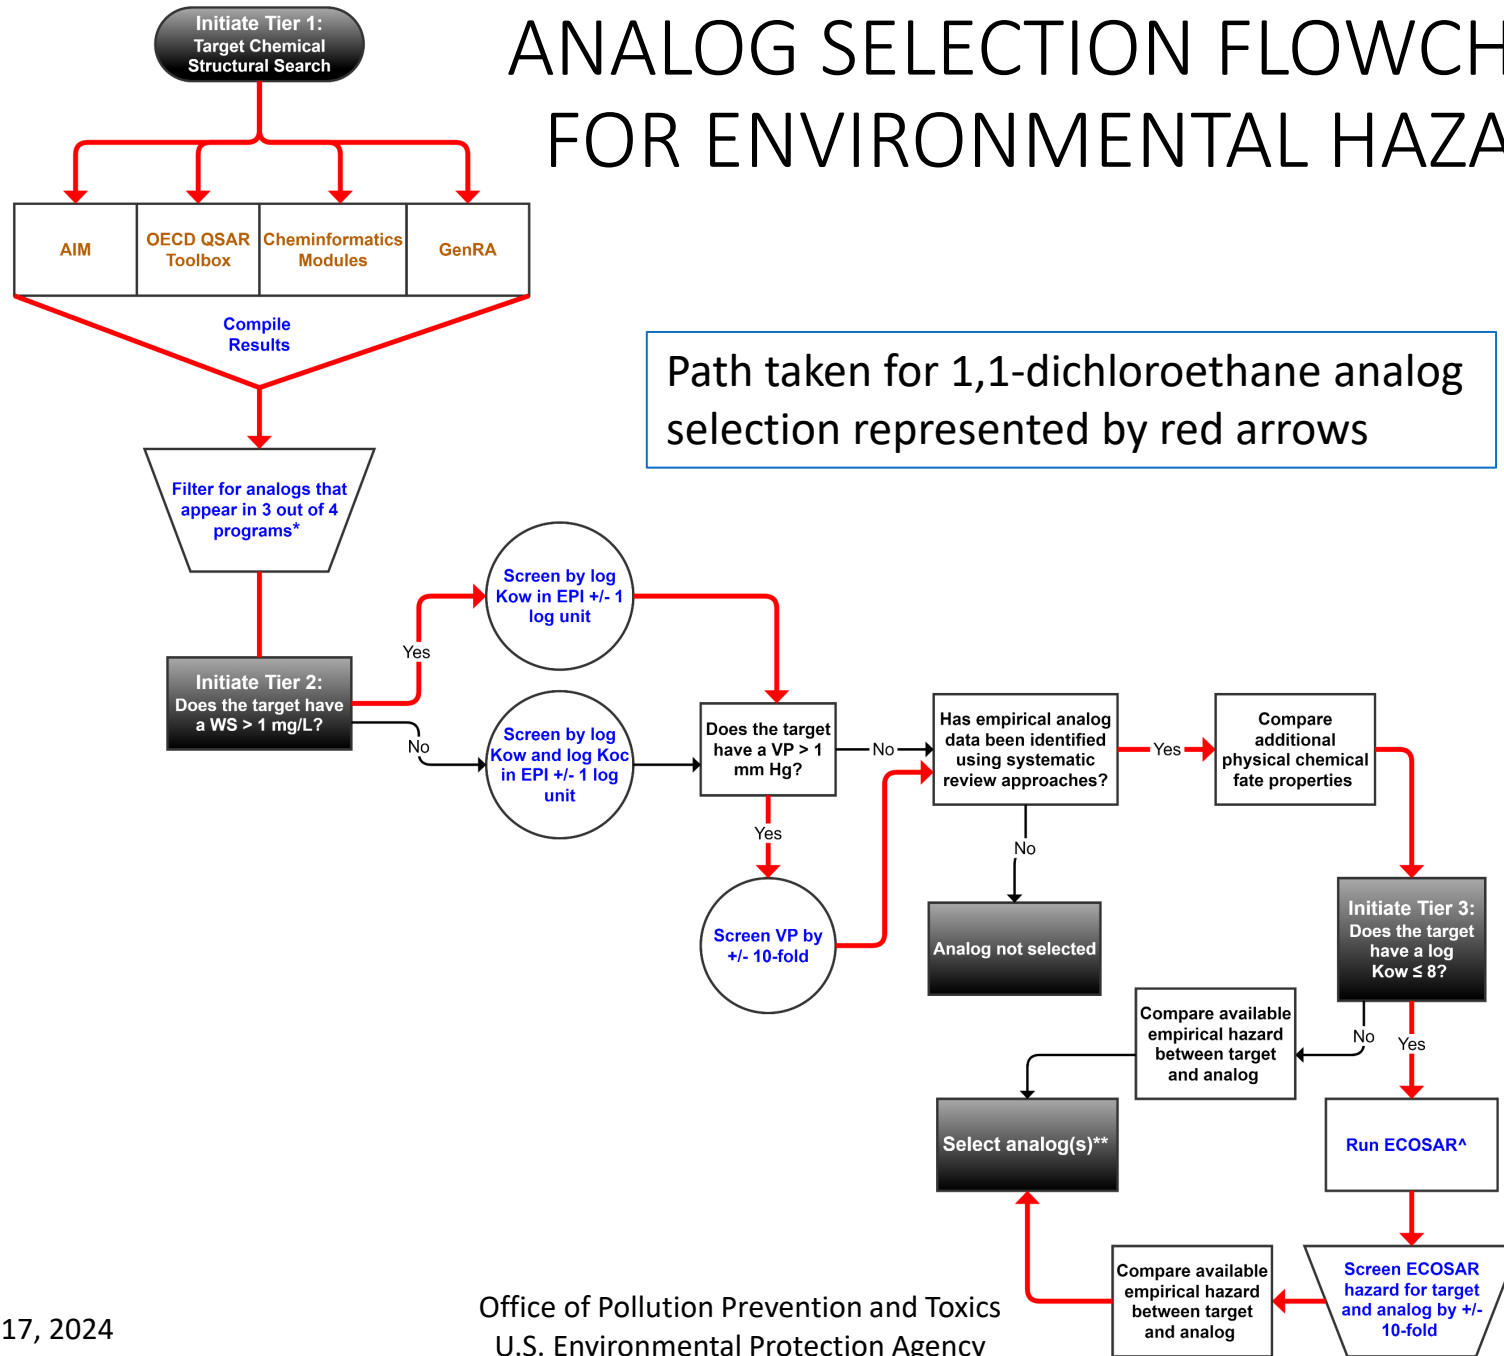 Initiate Tier 1:
Target Chemical
Structural Search
ANALOG SELECTION FLOWCH
FOR ENVIRONMENTAL HAZA
AIM
OECD QSAR
Toolbox
Cheminformatics
Modules
GenRA
Compile
Results
Path taken for 1,1-dichloroethane analog
selection represented by red arrows
Filter for analogs that
appear in 3 out of 4
programs*
Initiate Tier 2:
Does the target have
a WS > 1 mg/L?
Yes
No
Screen by log
Kow in EPI +/- 1
log unit
Screen by log
Kow and log Koc
in EPI +/- 1 log
unit
Does the target
have a VP > 1
mm Hg?
No
Yes
Screen VP by
+/- 10-fold
Has empirical analog
data been identified
using systematic
review approaches?
Yes
No
Analog not selected
Compare
additional
physical chemical
fate properties
Initiate Tier 3:
Does the target
have a log
Kow ≤ 8?
No
Yes
Compare available
empirical hazard
between target
and analog
Select analog(s)**
Run ECOSAR^
Screen ECOSAR
hazard for target
and analog by +/-
10-fold
Compare available
empirical hazard
between target
and analog
17, 2024
Office of Pollution Prevention and Toxics
U.S. Environmental Protection Agency